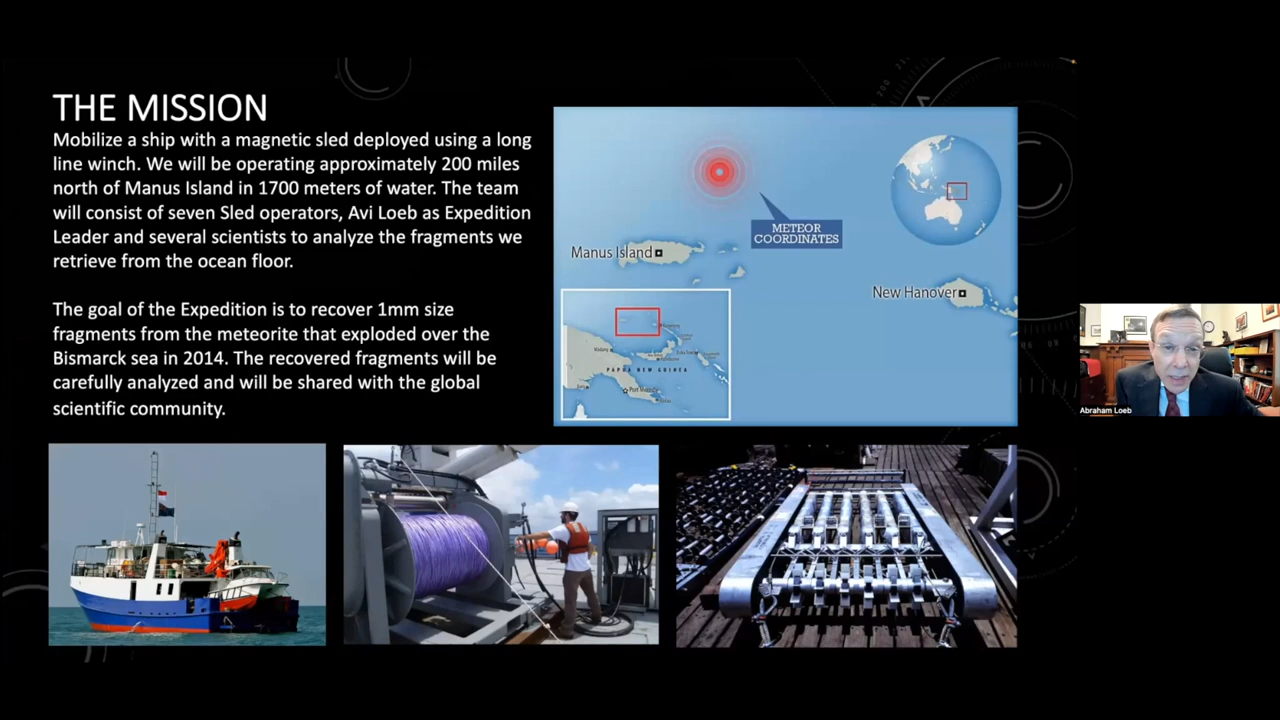 THE MISSION
Mobilize a ship with a magnetic sled deployed using a long
line winch. We will be operating approximately 200 miles
north of Manus Island in 1700 meters of water. The team
will consist of seven Sled operators, Avi Loeb as Expedition
Leader and several scientists to analyze the fragments we
retrieve from the ocean floor.
The goal of the Expedition is to recover 1mm size
fragments from the meteorite that exploded over the
Bismarck sea in 2014. The recovered fragments will be
carefully analyzed and will be shared with the global
scientific community.
METEOR
COORDINATES
Manus Island
New Hanover
PAPUA NEW GUINEA
Abraham Loeb